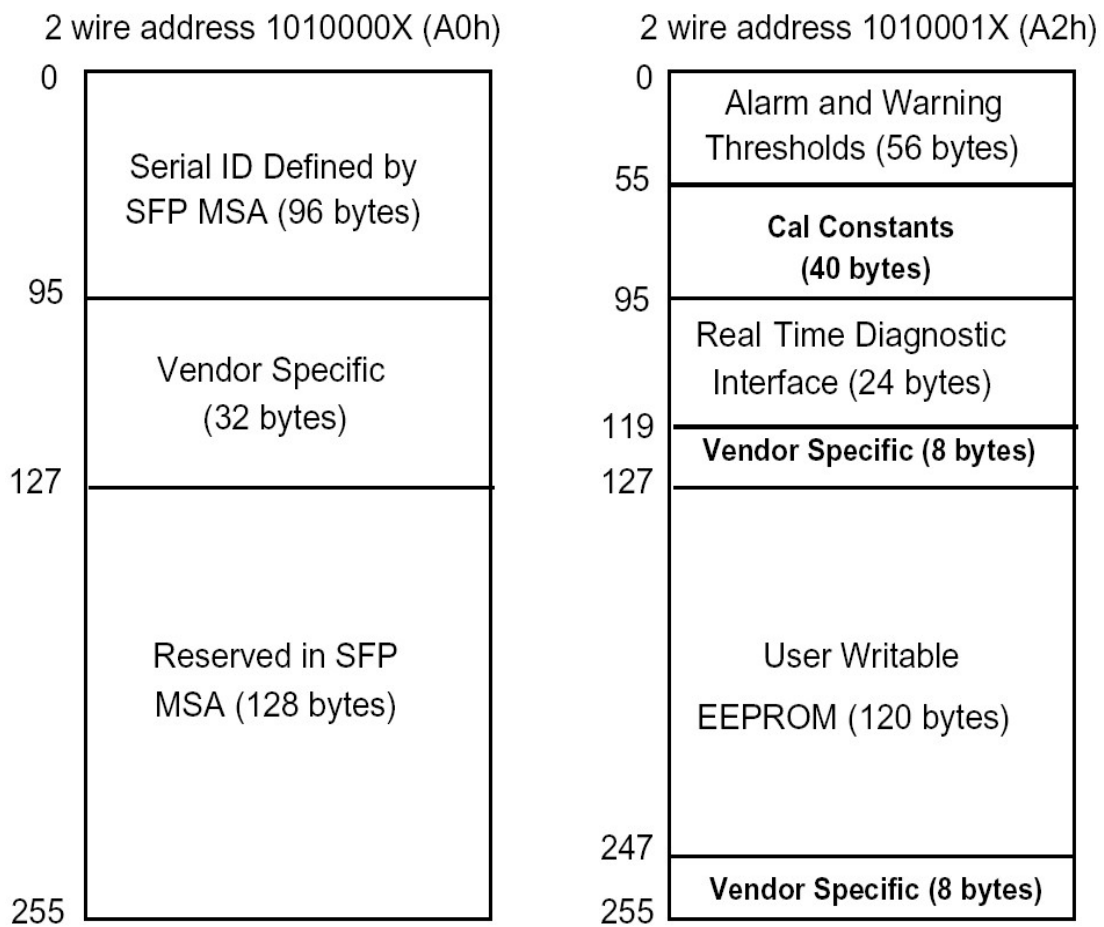 2 wire address 1010000X (A0h)
0
Serial ID Defined by
SFP MSA (96 bytes)
95
Vendor Specific
(32 bytes)
127
Reserved in SFP
MSA (128 bytes)
255
2 wire address 1010001X (A2h)
0
Alarm and Warning
Thresholds (56 bytes)
55
Cal Constants
(40 bytes)
95
Real Time Diagnostic
Interface (24 bytes)
119
Vendor Specific (8 bytes)
127
User Writable
EEPROM (120 bytes)
247
Vendor Specific (8 bytes)
255